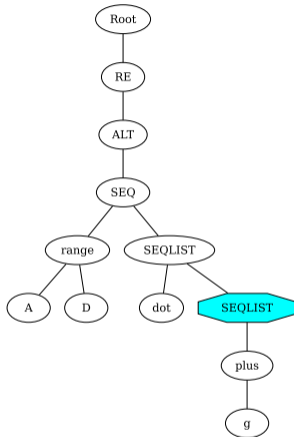 Root
RE
ALT
SEQ
range SEQLIST
A D dot SEQLIST
plus
g